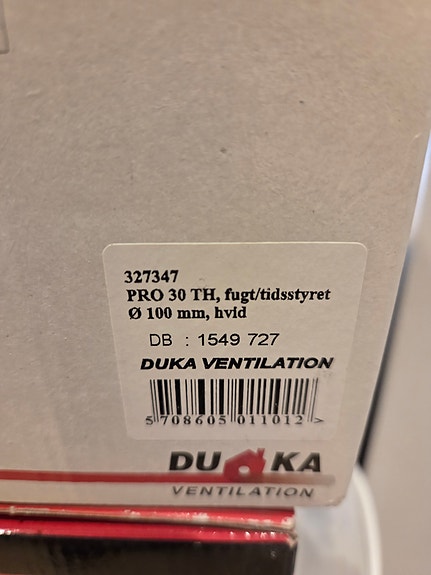 327347
PRO 30 TH, fugt/tidsstyret
Ø 100 mm, hvid
DB : 1549 727
DUKA VENTILATION
5 708605 011012 >
DUKA
VENTILATION